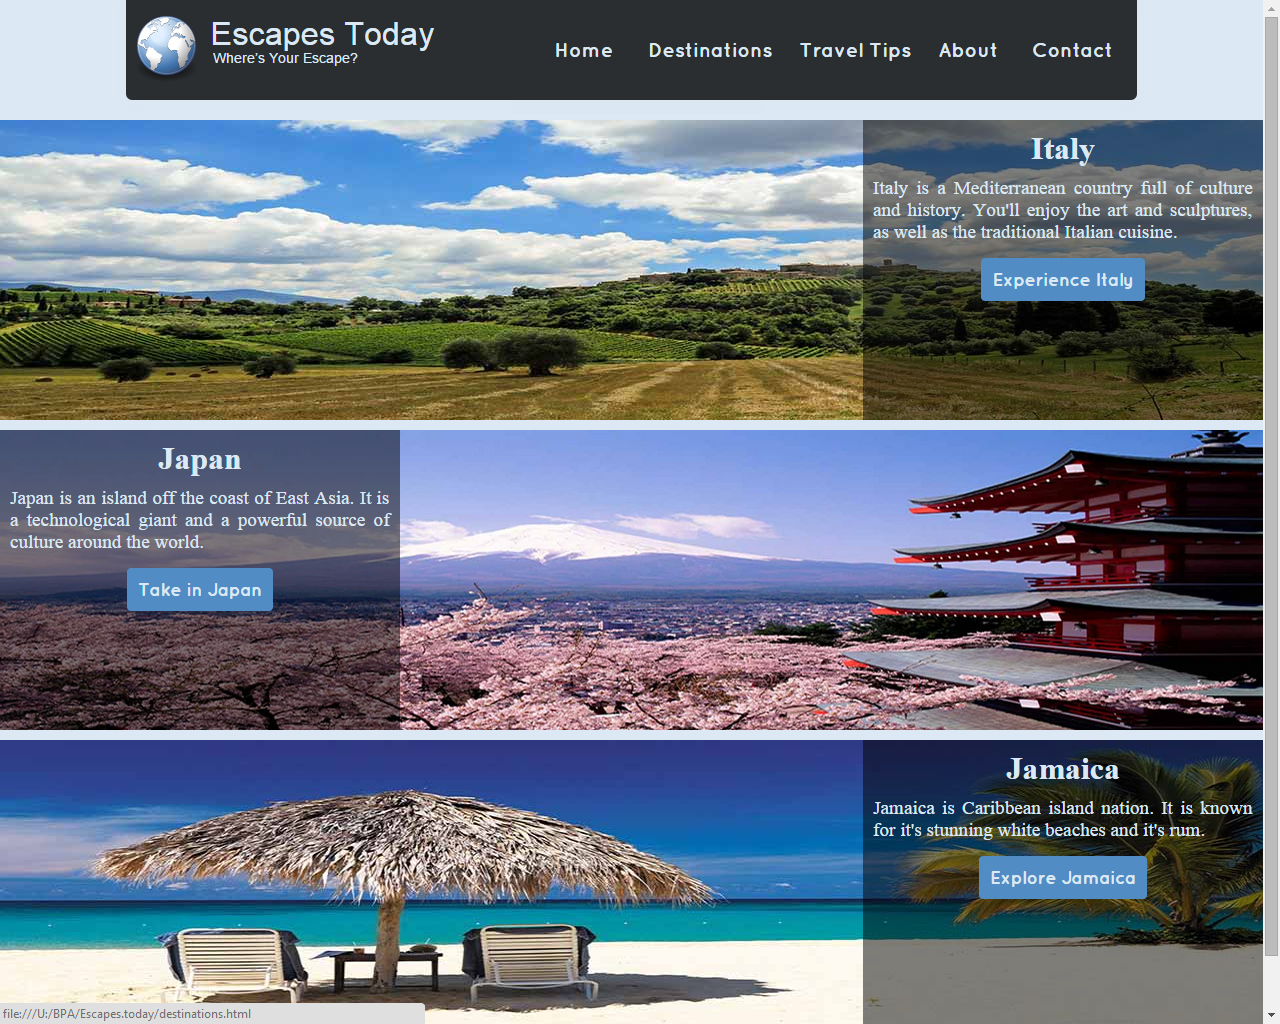 Escapes Today
Where's Your Escape?
Home Destinations Travel Tips About Contact
Italy
Italy is a Mediterranean country full of culture
and history. You'll enjoy the art and sculptures,
as well as the traditional Italian cuisine.
Experience Italy
Japan
Japan is an island off the coast of East Asia. It is
a technological giant and a powerful source of
culture around the world.
Take in Japan
Jamaica
Jamaica is Caribbean island nation. It is known
for it's stunning white beaches and it's rum.
Explore Jamaica
file:///U:/BPA/Escapes.today/destinations.html